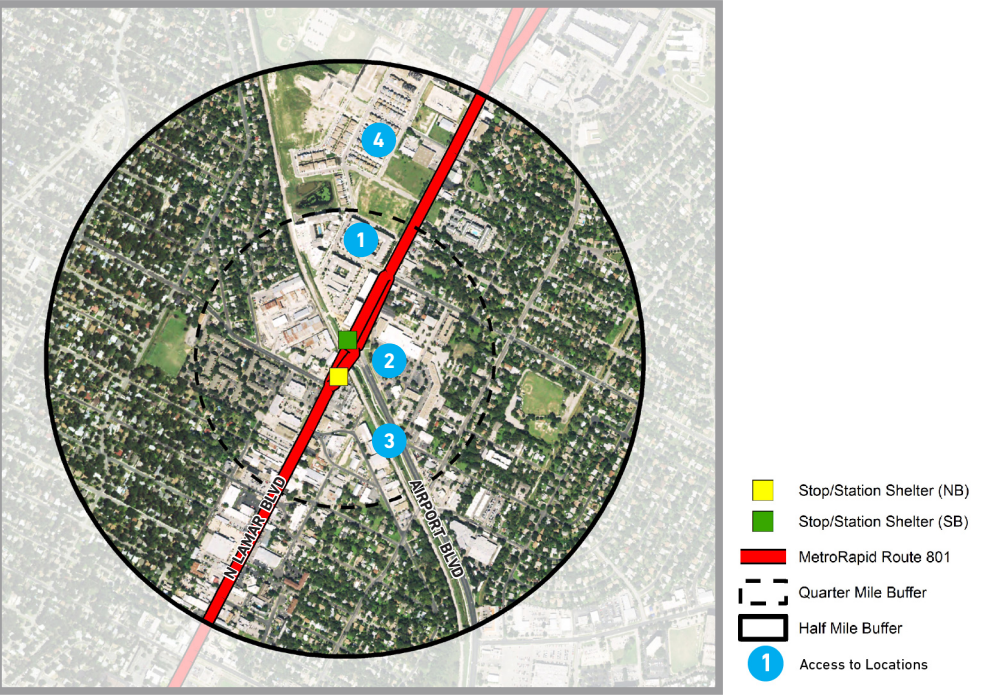 4
1
2
3
N LAMAR BLVD
AIRPORT BLVD
Stop/Station Shelter (NB)
Stop/Station Shelter (SB)
MetroRapid Route 801
Quarter Mile Buffer
Half Mile Buffer
1 Access to Locations